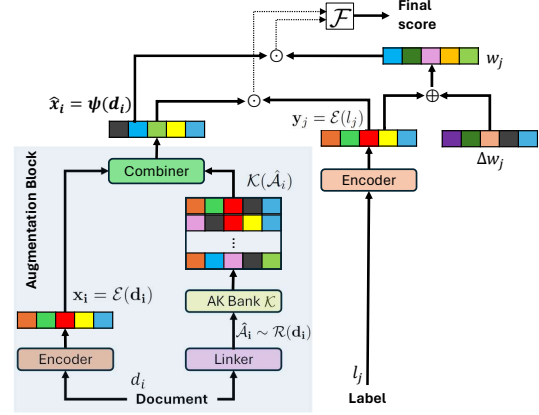 Final
score
ℱ
⊙
w_j
x̂_i = ψ(d_i)
⊙
y_j = ℰ(l_j)
⊕
Δw_j
Augmentation Block
Combiner
𝒦(𝒜̂_i)
Encoder
⋮
x_i = ℰ(d_i)
AK Bank 𝒦
𝒜̂_i ∼ ℛ(d_i)
Encoder
Linker
d_i
Document
l_j
Label